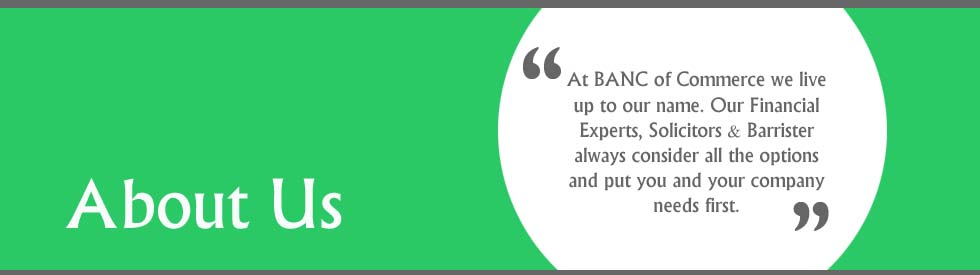 About Us
“ At BANC of Commerce we live
up to our name. Our Financial
Experts, Solicitors & Barrister
always consider all the options
and put you and your company
needs first. ”